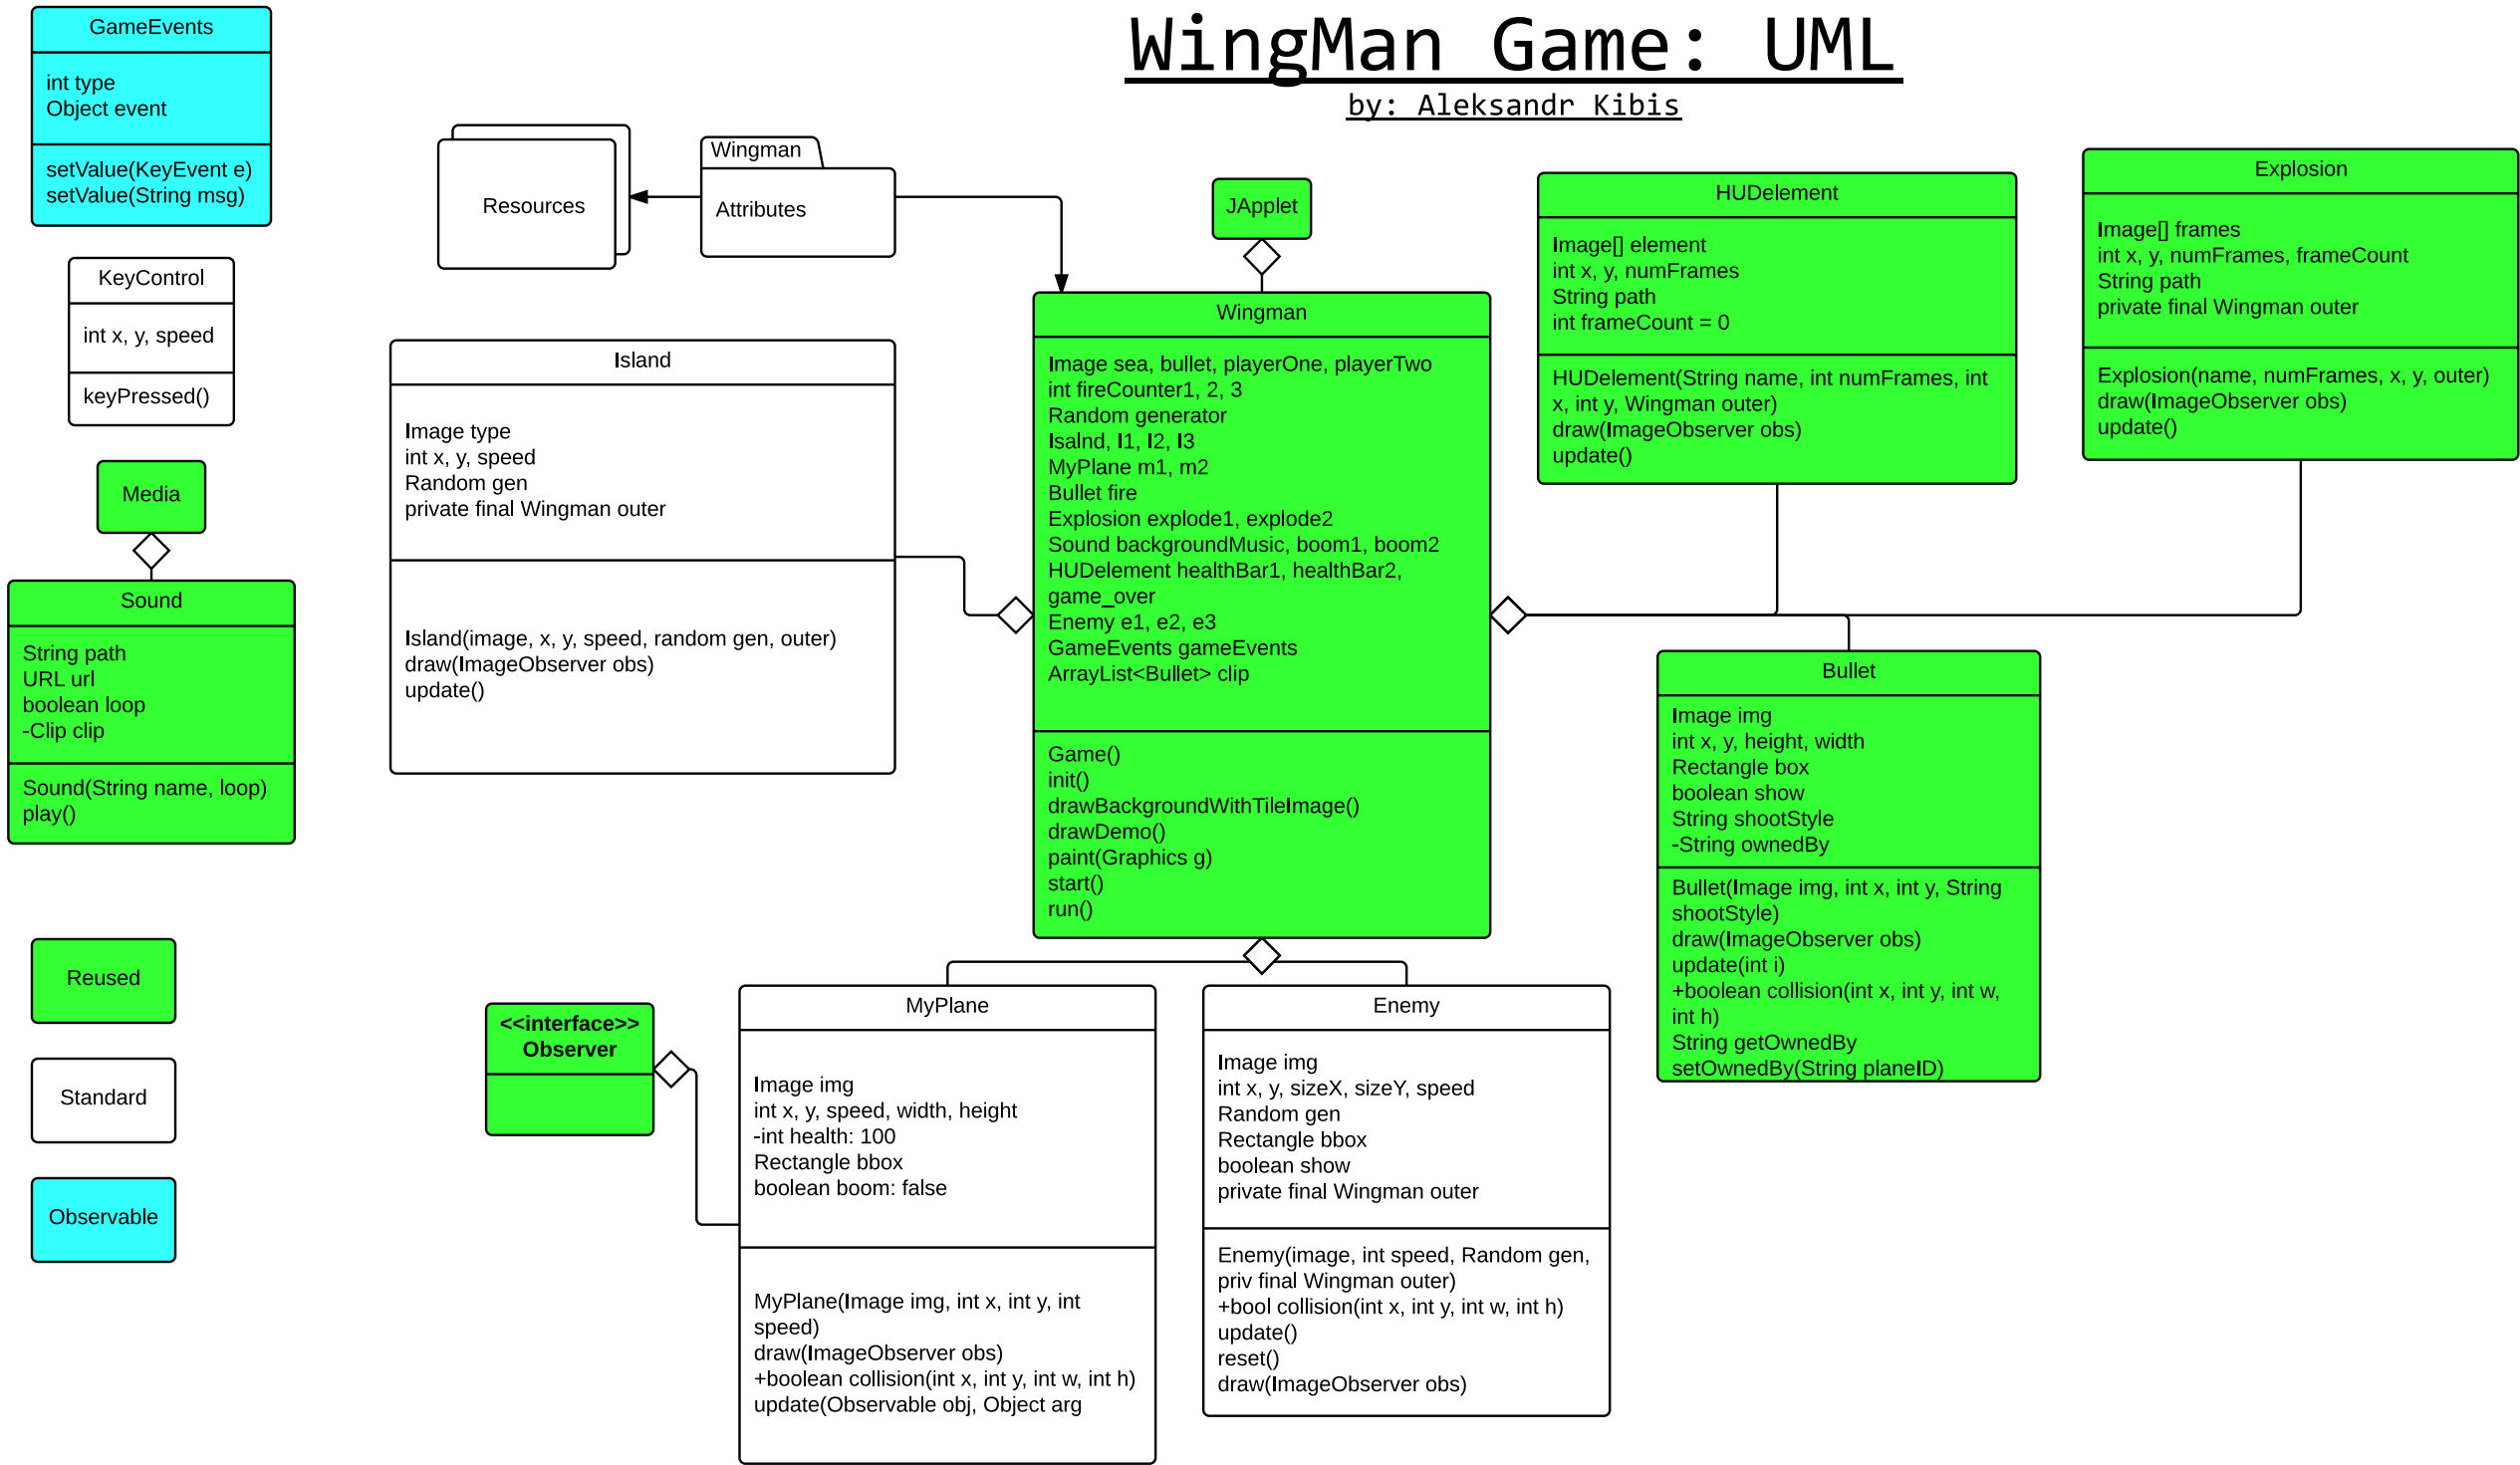 WingMan Game: UML
by: Aleksandr Kibis
GameEvents
int type
Object event
setValue(KeyEvent e)
setValue(String msg)
KeyControl
int x, y, speed
keyPressed()
Media
Sound
String path
URL url
boolean loop
-Clip clip
Sound(String name, loop)
play()
Reused
Standard
Observable
Resources
Wingman
Attributes
Island
Image type
int x, y, speed
Random gen
private final Wingman outer
Island(image, x, y, speed, random gen, outer)
draw(ImageObserver obs)
update()
JApplet
Wingman
Image sea, bullet, playerOne, playerTwo
int fireCounter1, 2, 3
Random generator
Isalnd, I1, I2, I3
MyPlane m1, m2
Bullet fire
Explosion explode1, explode2
Sound backgroundMusic, boom1, boom2
HUDelement healthBar1, healthBar2,
game_over
Enemy e1, e2, e3
GameEvents gameEvents
ArrayList<Bullet> clip
Game()
init()
drawBackgroundWithTileImage()
drawDemo()
paint(Graphics g)
start()
run()
HUDelement
Image[] element
int x, y, numFrames
String path
int frameCount = 0
HUDelement(String name, int numFrames, int
x, int y, Wingman outer)
draw(ImageObserver obs)
update()
Explosion
Image[] frames
int x, y, numFrames, frameCount
String path
private final Wingman outer
Explosion(name, numFrames, x, y, outer)
draw(ImageObserver obs)
update()
Bullet
Image img
int x, y, height, width
Rectangle box
boolean show
String shootStyle
-String ownedBy
Bullet(Image img, int x, int y, String
shootStyle)
draw(ImageObserver obs)
update(int i)
+boolean collision(int x, int y, int w,
int h)
String getOwnedBy
setOwnedBy(String planeID)
<<interface>>
Observer
MyPlane
Image img
int x, y, speed, width, height
-int health: 100
Rectangle bbox
boolean boom: false
MyPlane(Image img, int x, int y, int
speed)
draw(ImageObserver obs)
+boolean collision(int x, int y, int w, int h)
update(Observable obj, Object arg
Enemy
Image img
int x, y, sizeX, sizeY, speed
Random gen
Rectangle bbox
boolean show
private final Wingman outer
Enemy(image, int speed, Random gen,
priv final Wingman outer)
+bool collision(int x, int y, int w, int h)
update()
reset()
draw(ImageObserver obs)